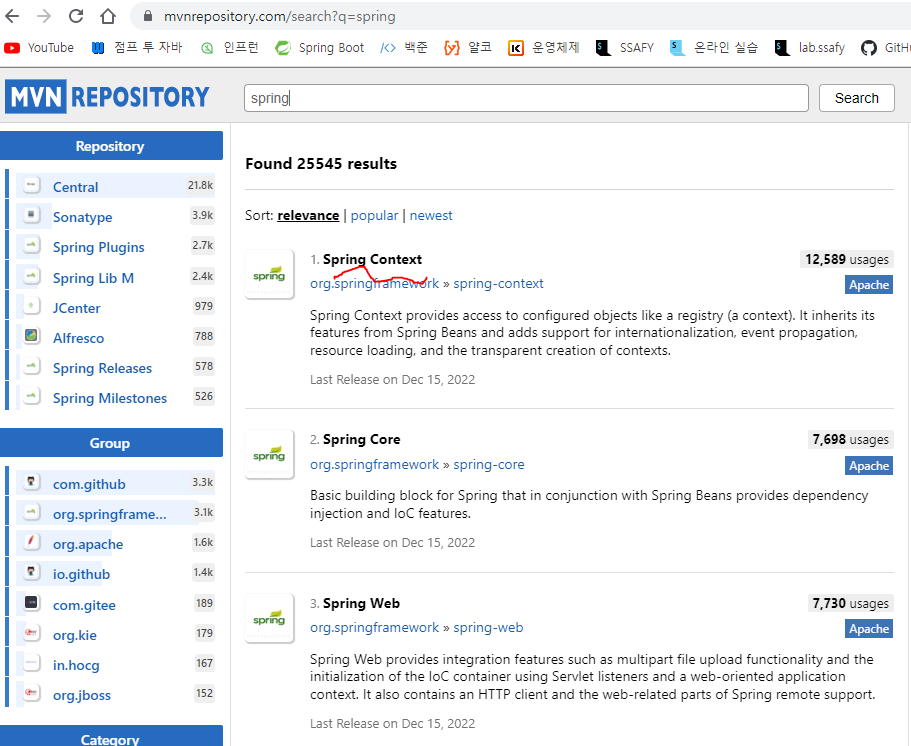 mvnrepository.com/search?q=spring
YouTube
점프 투 자바
인프런
Spring Boot
백준
얄코
운영체제
SSAFY
온라인 실습
lab.ssafy
GitH
MVN REPOSITORY
spring
Search
Repository
Central 21.8k
Sonatype 3.9k
Spring Plugins 2.7k
Spring Lib M 2.4k
JCenter 979
Alfresco 788
Spring Releases 578
Spring Milestones 526
Group
com.github 3.3k
org.springframe... 3.1k
org.apache 1.6k
io.github 1.4k
com.gitee 189
org.kie 179
in.hocg 167
org.jboss 152
Category
Found 25545 results
Sort: relevance | popular | newest
spring
1. Spring Context
12,589 usages
org.springframework » spring-context
Apache
Spring Context provides access to configured objects like a registry (a context). It inherits its
features from Spring Beans and adds support for internationalization, event propagation,
resource loading, and the transparent creation of contexts.
Last Release on Dec 15, 2022
spring
2. Spring Core
7,698 usages
org.springframework » spring-core
Apache
Basic building block for Spring that in conjunction with Spring Beans provides dependency
injection and IoC features.
Last Release on Dec 15, 2022
spring
3. Spring Web
7,730 usages
org.springframework » spring-web
Apache
Spring Web provides integration features such as multipart file upload functionality and the
initialization of the IoC container using Servlet listeners and a web-oriented application
context. It also contains an HTTP client and the web-related parts of Spring remote support.
Last Release on Dec 15, 2022